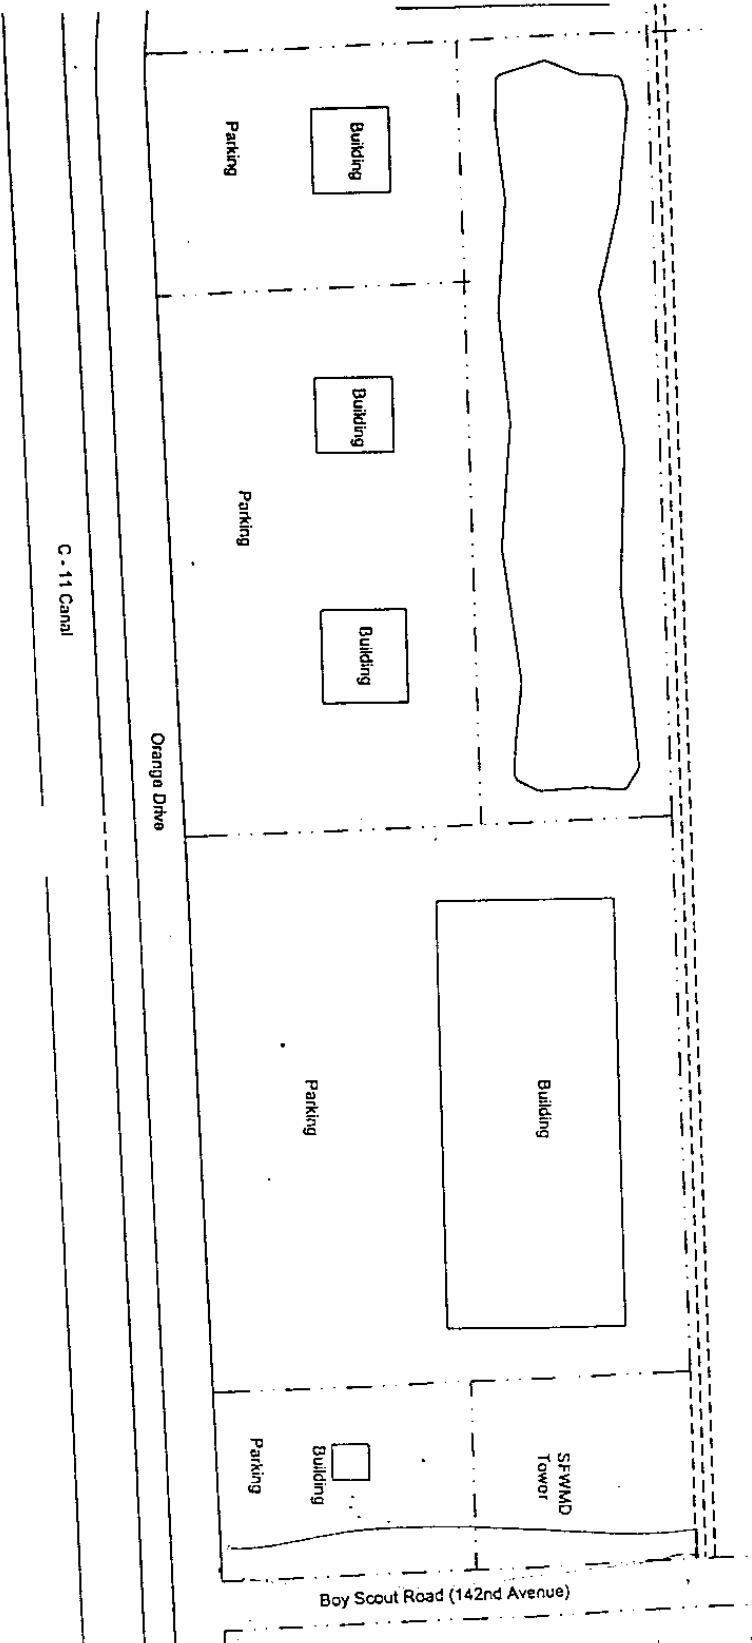 Building
Parking
Building
Parking
C - 11 Canal
Building
Orange Drive
Parking
Building
Parking
Building
SFWMD
Tower
Boy Scout Road (142nd Avenue)